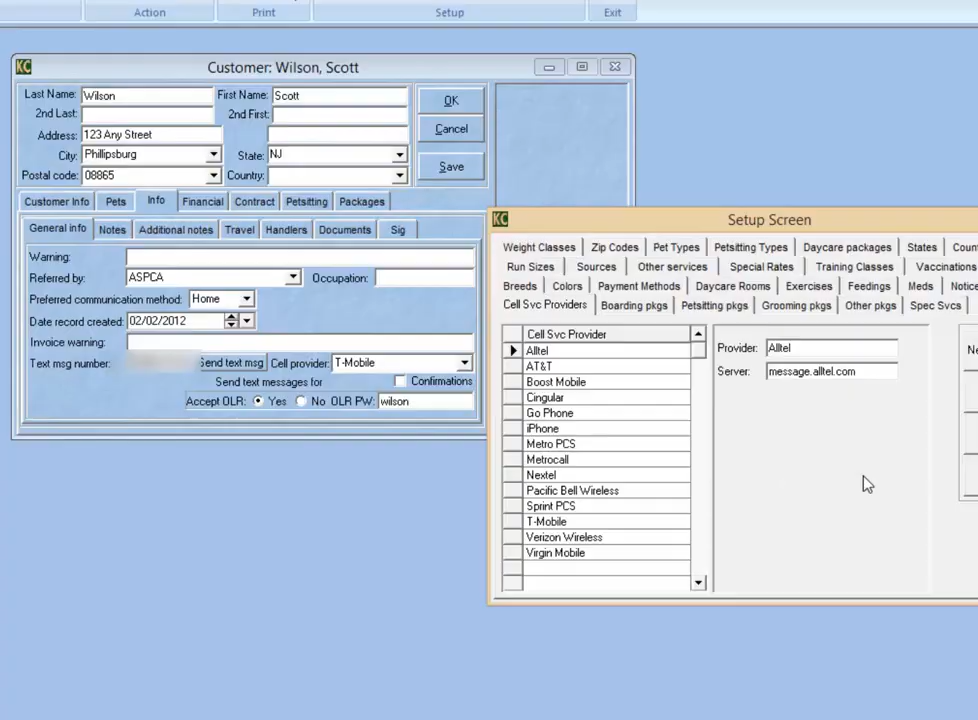 Action Print Setup Exit
KC Customer: Wilson, Scott
Last Name: Wilson First Name: Scott OK
2nd Last: 2nd First:
Address: 123 Any Street Cancel
City: Phillipsburg State: NJ
Postal code: 08865 Country: Save
Customer Info Pets Info Financial Contract Petsitting Packages
General info Notes Additional notes Travel Handlers Documents Sig
Warning:
Referred by: ASPCA Occupation:
Preferred communication method: Home
Date record created: 02/02/2012
Invoice warning:
Text msg number: Send text msg Cell provider: T-Mobile
Send text messages for Confirmations
Accept OLR: Yes No OLR PW: wilson
KC Setup Screen
Weight Classes Zip Codes Pet Types Petsitting Types Daycare packages States Coun
Run Sizes Sources Other services Special Rates Training Classes Vaccinations
Breeds Colors Payment Methods Daycare Rooms Exercises Feedings Meds Notice
Cell Svc Providers Boarding pkgs Petsitting pkgs Grooming pkgs Other pkgs Spec Svcs
Cell Svc Provider
Alltel
AT&T
Boost Mobile
Cingular
Go Phone
iPhone
Metro PCS
Metrocall
Nextel
Pacific Bell Wireless
Sprint PCS
T-Mobile
Verizon Wireless
Virgin Mobile
Provider: Alltel Ne
Server: message.alltel.com